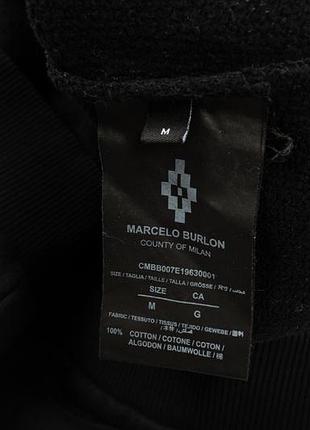 M
MARCELO BURLON
COUNTY OF MILAN
CMBB007E19630001
SIZE / TAGLIA / TAILLE / TALLA / GRÖSSE /
SIZE CA
M G
FABRIC / TESSUTO / TISSUS / TEJIDO / GEWEBE /
100% COTTON / COTONE / COTON /
ALGODON / BAUMWOLLE / 棉